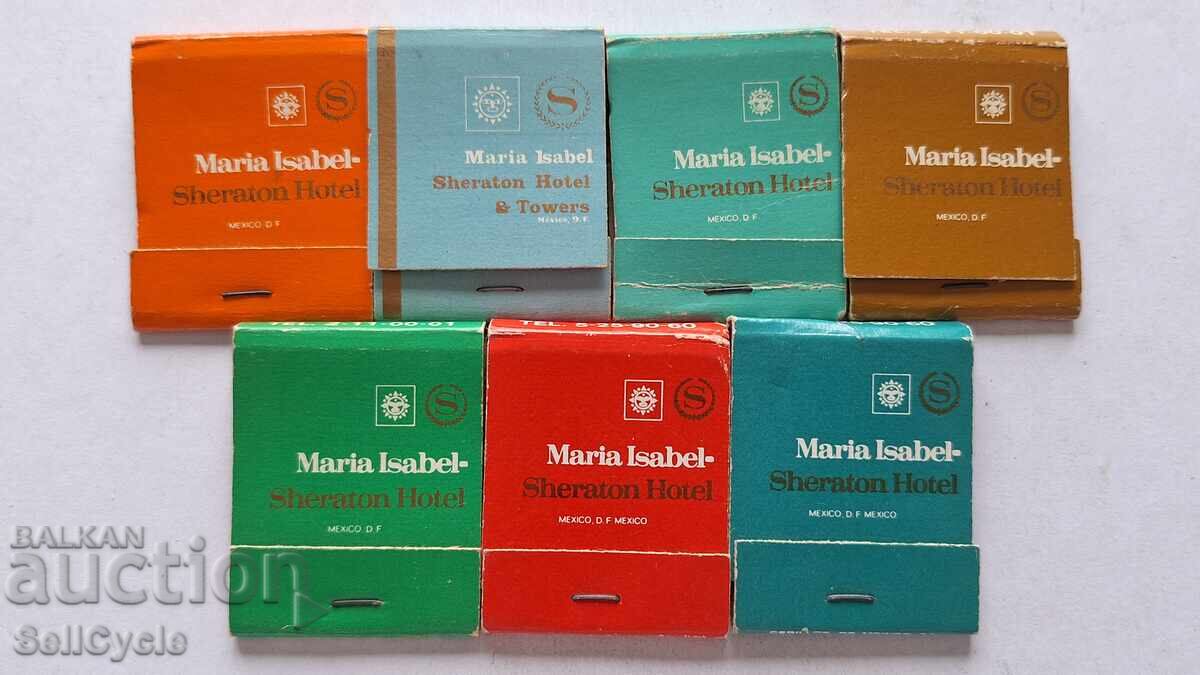 S
Maria Isabel-
Sheraton Hotel
MEXICO, D.F
S
Maria Isabel
Sheraton Hotel
& Towers
México, D. F.
S
Maria Isabel-
Sheraton Hotel
MEXICO, D.F
S
Maria Isabel-
Sheraton Hotel
MEXICO, D.F
S
Maria Isabel-
Sheraton Hotel
MEXICO, D.F
TEL. 5-25-90-60
S
Maria Isabel-
Sheraton Hotel
MEXICO, D.F MEXICO
S
Maria Isabel-
Sheraton Hotel
MEXICO, D.F MEXICO
BALKAN
auction
SellCycle